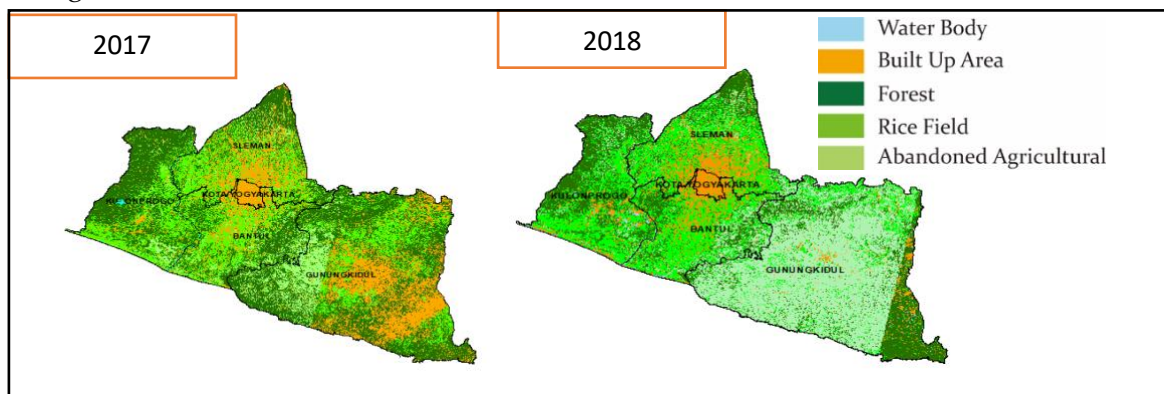 2017
2018
Water Body
Built Up Area
Forest
Rice Field
Abandoned Agricultural
SLEMAN
KOTA YOGYAKARTA
KULONPROGO
BANTUL
GUNUNGKIDUL
SLEMAN
KOTA YOGYAKARTA
KULONPROGO
BANTUL
GUNUNGKIDUL